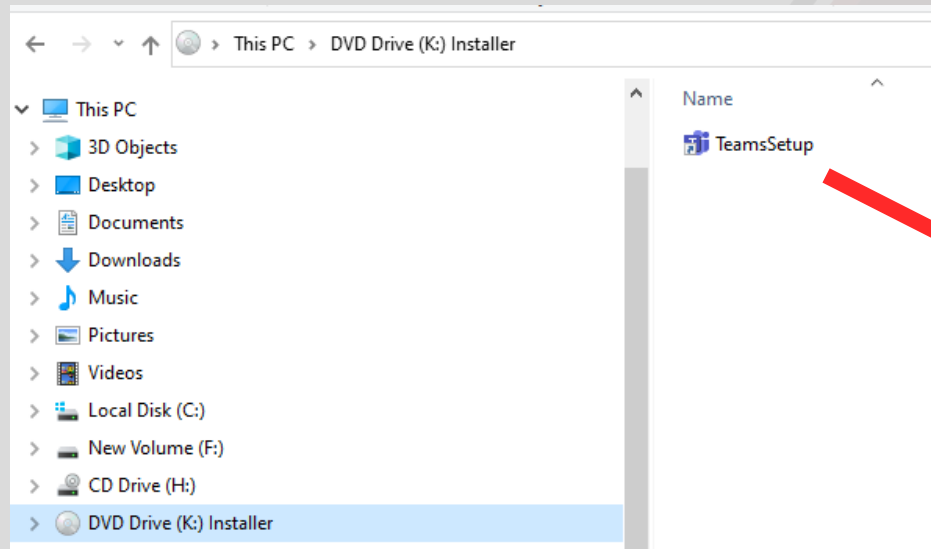 This PC > DVD Drive (K:) Installer
This PC
3D Objects
Desktop
Documents
Downloads
Music
Pictures
Videos
Local Disk (C:)
New Volume (F:)
CD Drive (H:)
DVD Drive (K:) Installer
Name
TeamsSetup